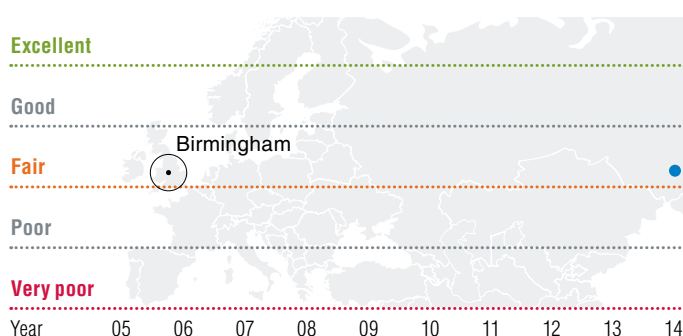 Excellent
Good
Birmingham
Fair
Poor
Very poor
Year 05 06 07 08 09 10 11 12 13 14